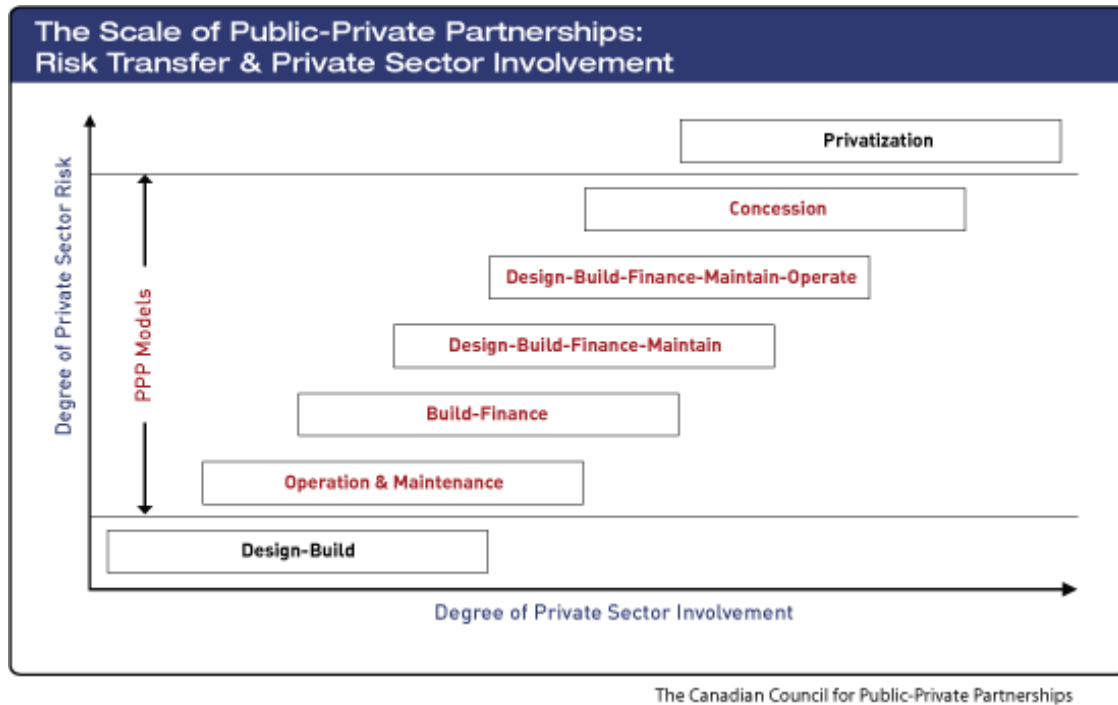 The Scale of Public-Private Partnerships:
Risk Transfer & Private Sector Involvement
Degree of Private Sector Risk
PPP Models
Privatization
Concession
Design-Build-Finance-Maintain-Operate
Design-Build-Finance-Maintain
Build-Finance
Operation & Maintenance
Design-Build
Degree of Private Sector Involvement
The Canadian Council for Public-Private Partnerships